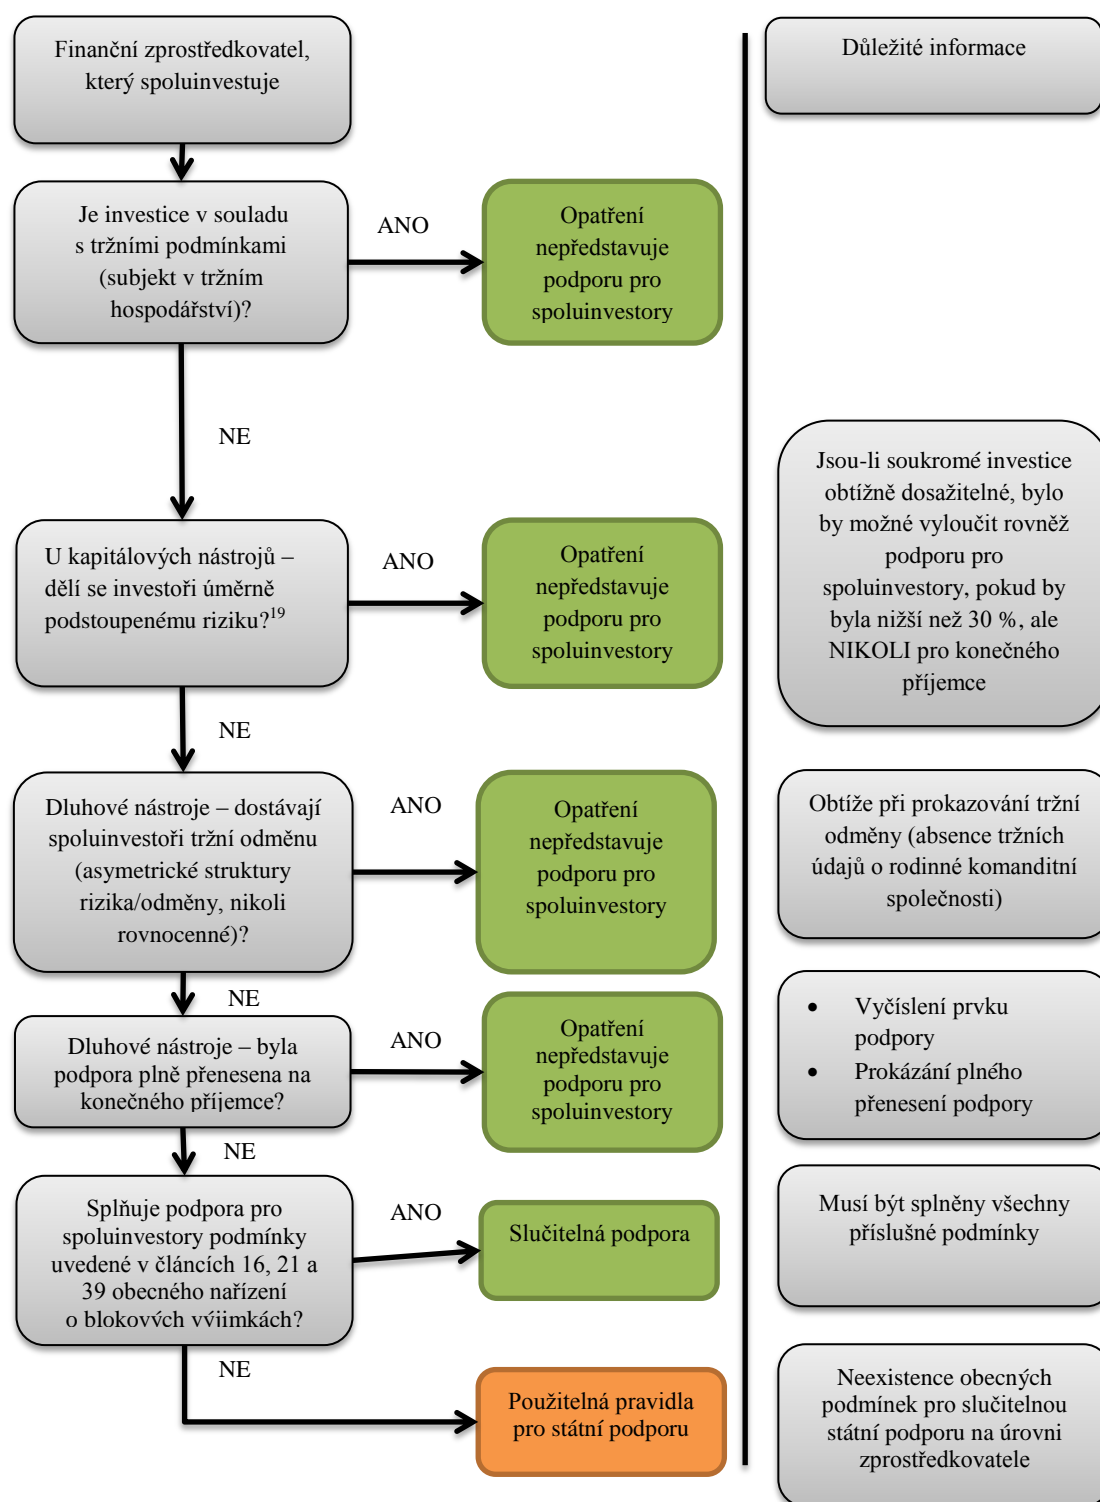 Finanční zprostředkovatel,
který spoluinvestuje
Důležité informace
Je investice v souladu
s tržními podmínkami
(subjekt v tržním
hospodářství)?
ANO
Opatření
nepředstavuje
podporu pro
spoluinvestory
NE
U kapitálových nástrojů –
dělí se investoři úměrně
podstoupenému riziku?19
ANO
Opatření
nepředstavuje
podporu pro
spoluinvestory
Jsou-li soukromé investice
obtížně dosažitelné, bylo
by možné vyloučit rovněž
podporu pro
spoluinvestory, pokud by
byla nižší než 30 %, ale
NIKOLI pro konečného
příjemce
NE
Dluhové nástroje – dostávají
spoluinvestoři tržní odměnu
(asymetrické struktury
rizika/odměny, nikoli
rovnocenné)?
ANO
Opatření
nepředstavuje
podporu pro
spoluinvestory
Obtíže při prokazování tržní
odměny (absence tržních
údajů o rodinné komanditní
společnosti)
NE
Dluhové nástroje – byla
podpora plně přenesena na
konečného příjemce?
ANO
Opatření
nepředstavuje
podporu pro
spoluinvestory
• Vyčíslení prvku
podpory
• Prokázání plného
přenesení podpory
NE
Splňuje podpora pro
spoluinvestory podmínky
uvedené v článcích 16, 21 a
39 obecného nařízení
o blokových výjimkách?
ANO
Slučitelná podpora
Musí být splněny všechny
příslušné podmínky
NE
Použitelná pravidla
pro státní podporu
Neexistence obecných
podmínek pro slučitelnou
státní podporu na úrovni
zprostředkovatele